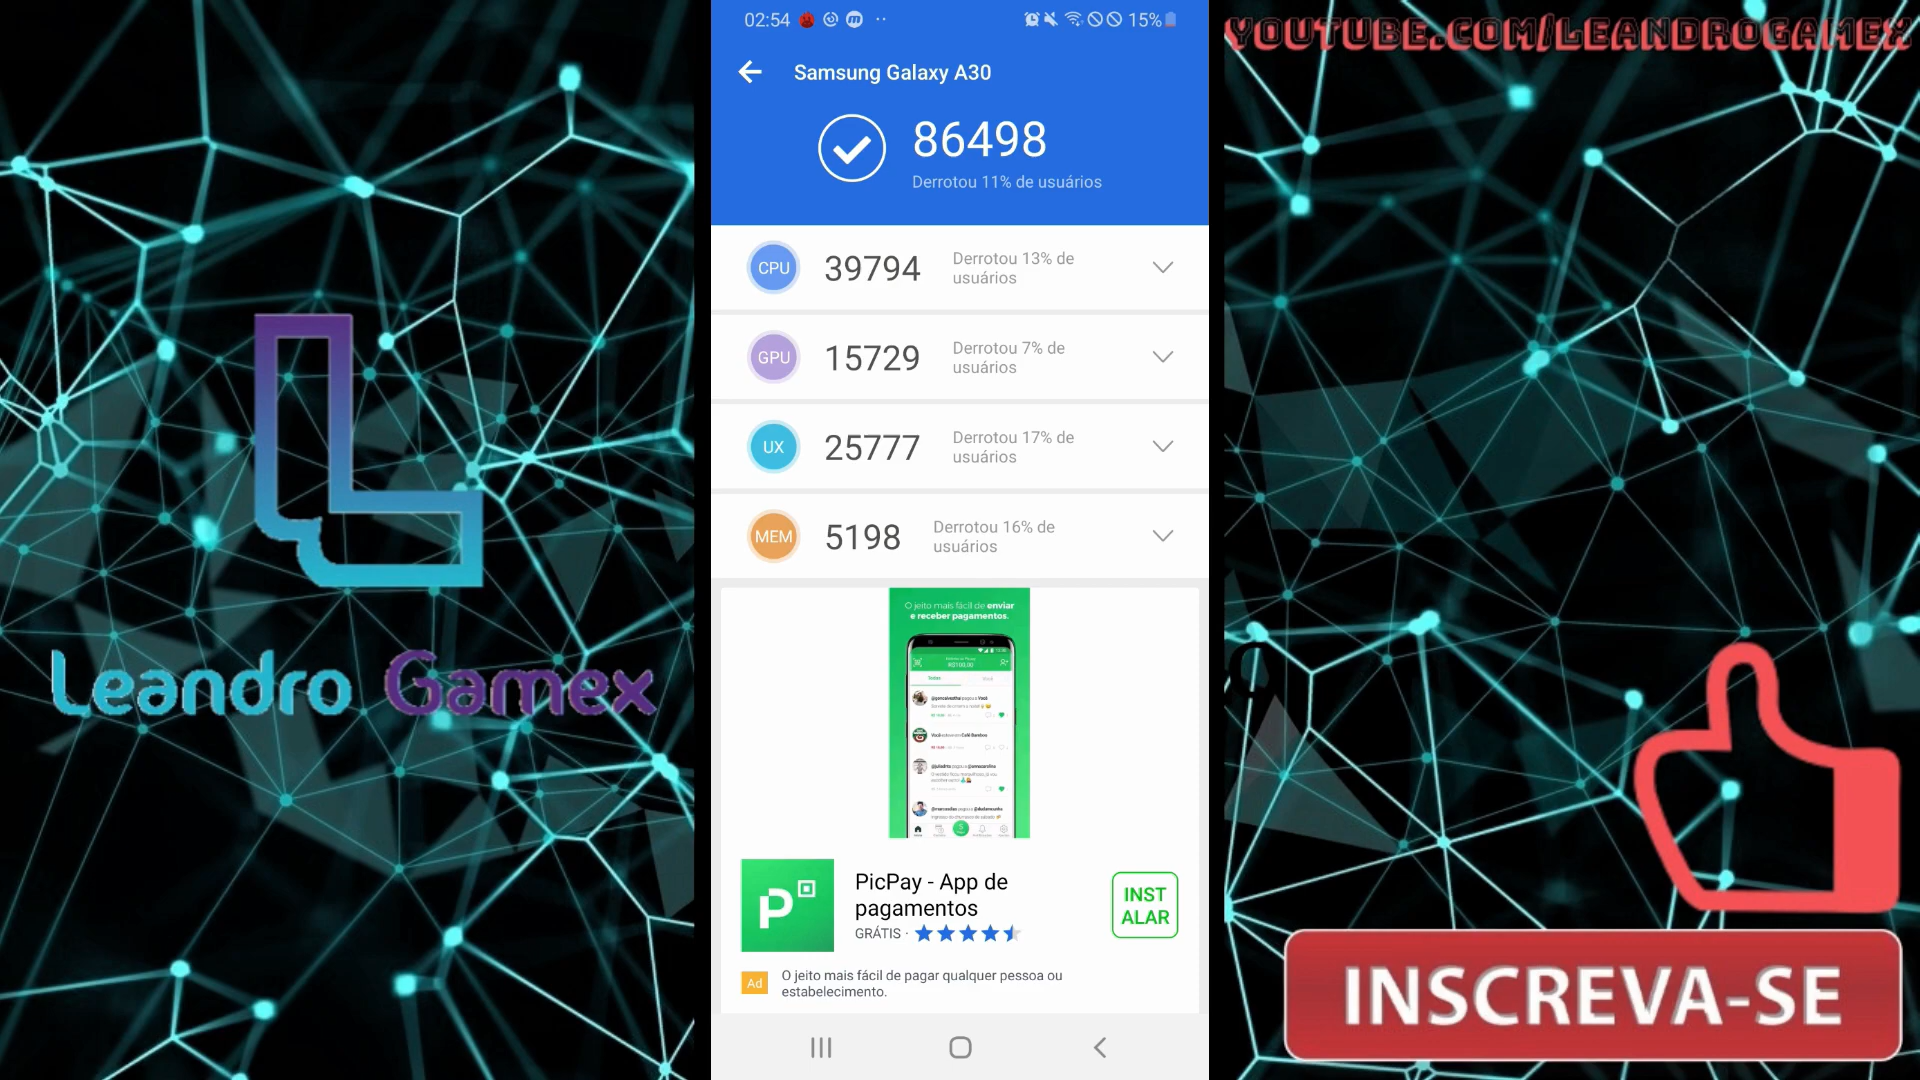 02:54
15%
YOUTUBE.COM/LEANDROGAMEX
Samsung Galaxy A30
86498
Derrotou 11% de usuários
CPU
39794
Derrotou 13% de
usuários
GPU
15729
Derrotou 7% de
usuários
UX
25777
Derrotou 17% de
usuários
MEM
5198
Derrotou 16% de
usuários
L
Leandro Gamex
O jeito mais fácil de enviar
e receber pagamentos.
PicPay - App de
pagamentos
GRÁTIS ·
INST
ALAR
Ad
O jeito mais fácil de pagar qualquer pessoa ou
estabelecimento.
INSCREVA-SE